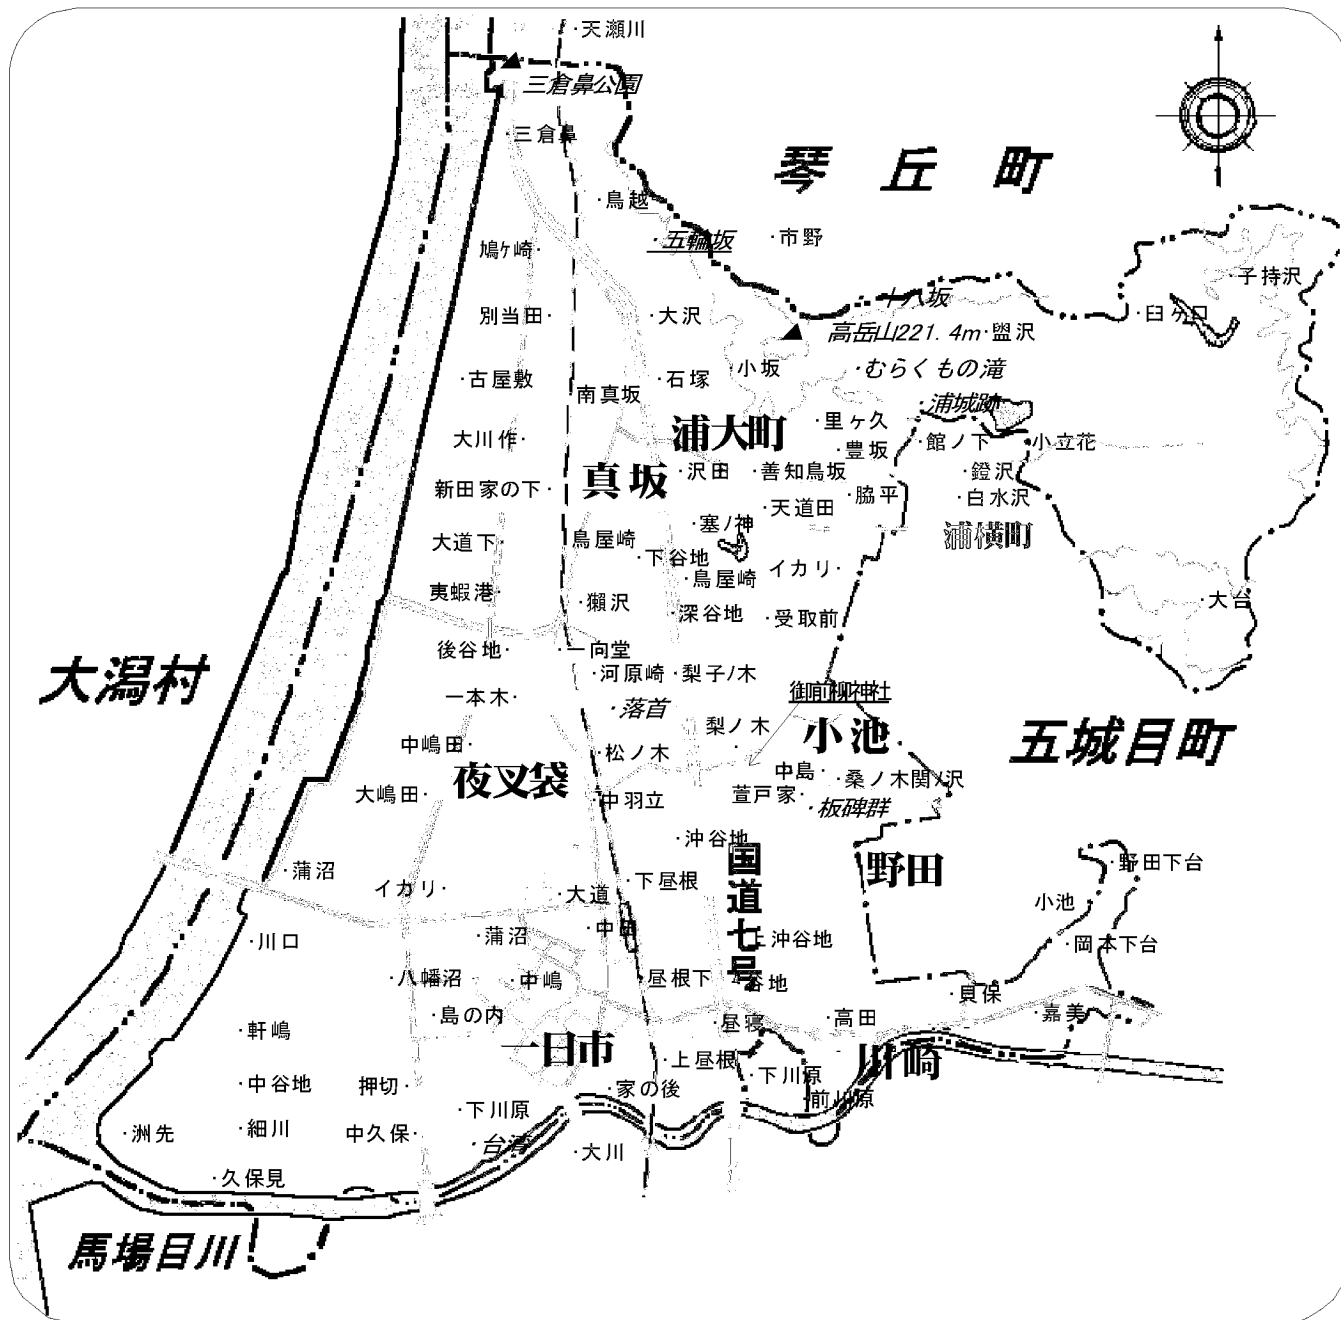 ・天瀬川
三倉鼻公園
・三倉鼻
琴丘町
・鳥越
・五輪坂
・市野
鳩ヶ崎・
・子持沢
十八坂
別当田・
・大沢
・臼ヶ口
高岳山221.4m
・盥沢
・小坂
・むらくもの滝
・古屋敷
・石塚
南真坂
・浦城跡
・里ヶ久
浦大町
大川作・
・館ノ下
小立花
・豊坂
真坂
・沢田
・善知鳥坂
・鐙沢
新田家の下・
・脇平
・白水沢
・天道田
・塞ノ神
浦横町
大道下・
鳥屋崎
・下谷地
イカリ・
・鳥屋崎
夷蝦港・
・獺沢
・大台
・深谷地
・受取前
後谷地・
・一向堂
大潟村
・河原崎
・梨子ノ木
御前柳神社
一本木・
・落首
梨ノ木
小池
五城目町
中嶋田・
・松ノ木
中島・
・桑ノ木関ノ沢
夜叉袋
大嶋田・
中羽立
萱戸家・
・板碑群
・沖谷地
国道七号
野田
・野田下台
・蒲沼
イカリ・
・下昼根
・大道
小池
・川口
・蒲沼
・中田
上沖谷地
・岡本下台
・八幡沼
・中嶋
・昼根下
谷地
・貝保
・島の内
・昼寝
・高田
・嘉美
・軒嶋
一日市
・上昼根
川崎
・中谷地
押切・
・家の後
・下川原
・前川原
・下川原
・洲先
・細川
中久保・
・台湾
・大川
・久保見
馬場目川